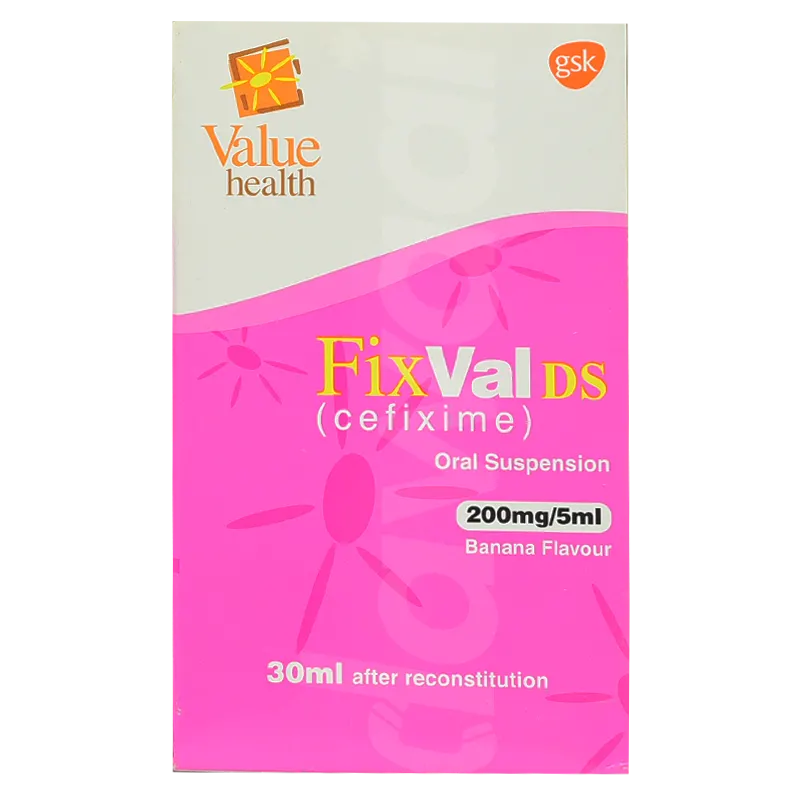 gsk
Value
health
FixVal DS
(cefixime)
Oral Suspension
200mg/5ml
Banana Flavour
30ml after reconstitution